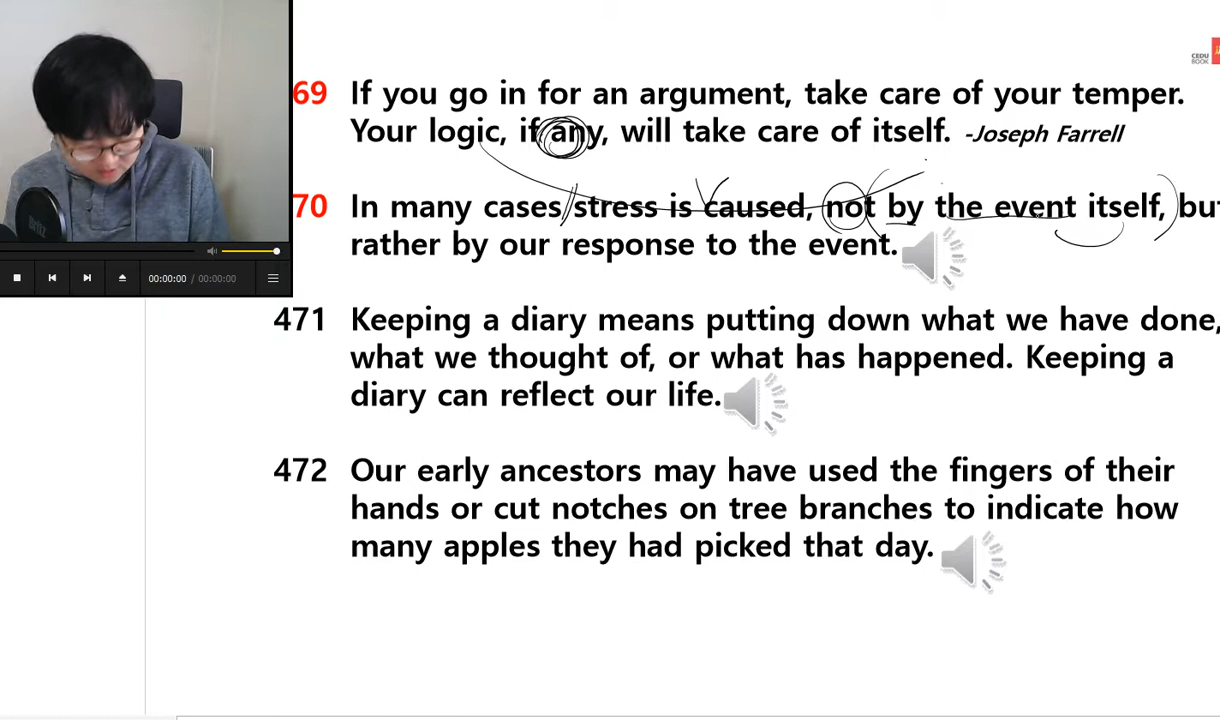 CEDU
BOOK
69 If you go in for an argument, take care of your temper.
Your logic, if any, will take care of itself. -Joseph Farrell
70 In many cases stress is caused, not by the event itself, but
rather by our response to the event.
00:00:00 / 00:00:00
471 Keeping a diary means putting down what we have done,
what we thought of, or what has happened. Keeping a
diary can reflect our life.
472 Our early ancestors may have used the fingers of their
hands or cut notches on tree branches to indicate how
many apples they had picked that day.